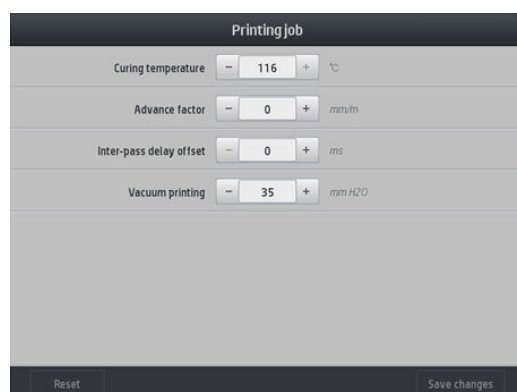 Printing job
Curing temperature − 116 + °C
Advance factor − 0 + mm/m
Inter-pass delay offset − 0 + ms
Vacuum printing − 35 + mm H2O
Reset Save changes